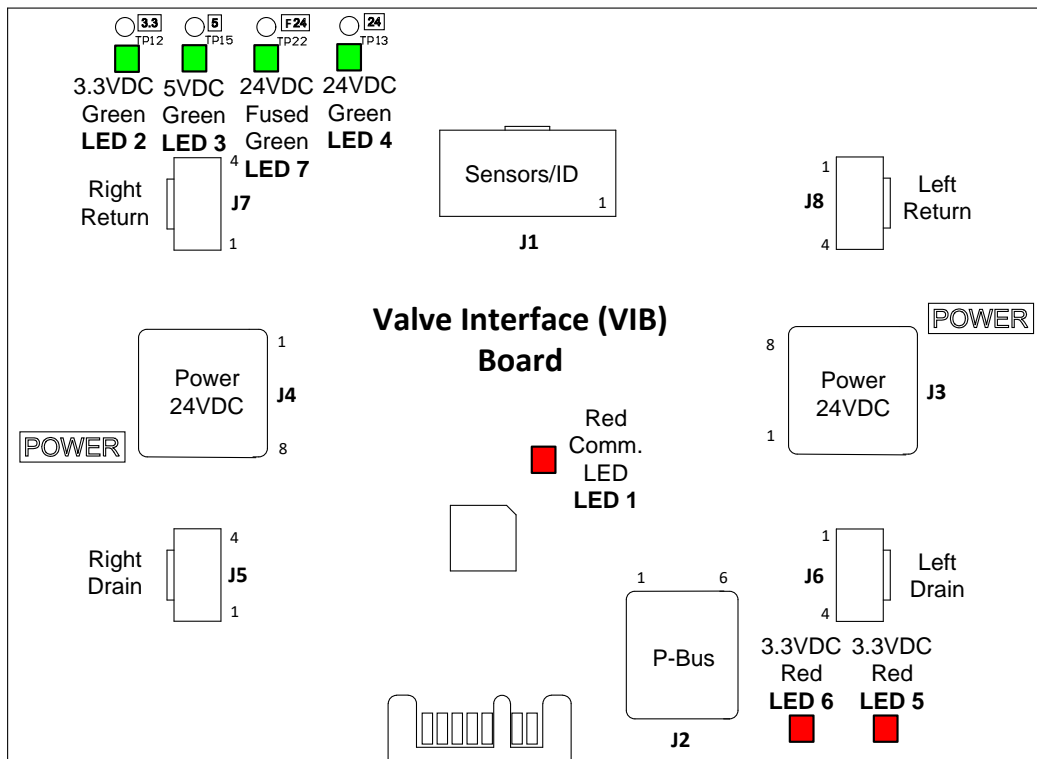 3.3 5 F 24 24
TP12 TP15 TP22 TP13
3.3VDC
Green
LED 2
5VDC
Green
LED 3
24VDC
Fused
Green
LED 7
24VDC
Green
LED 4
Right
Return
4
J7
1
Sensors/ID
1
J1
1
J8
4
Left
Return
Valve Interface (VIB)
Board
POWER
Power
24VDC
1
J4
8
POWER
8
1
Power
24VDC
J3
Red
Comm.
LED
LED 1
Right
Drain
4
J5
1
1 6
P-Bus
J2
1
J6
4
Left
Drain
3.3VDC
Red
LED 6
3.3VDC
Red
LED 5